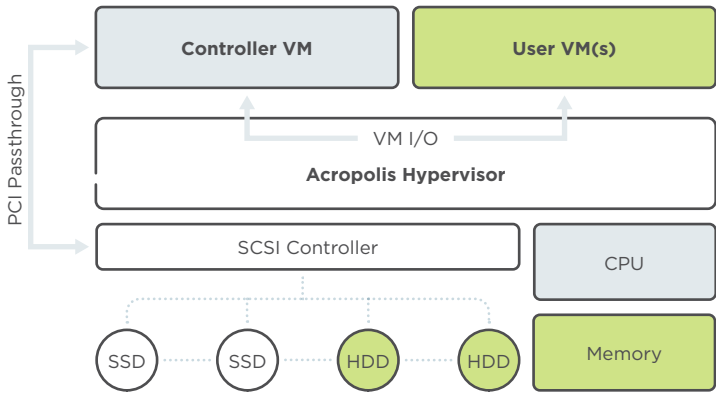 Controller VM
User VM(s)
PCI Passthrough
VM I/O
Acropolis Hypervisor
SCSI Controller
CPU
SSD
SSD
HDD
HDD
Memory